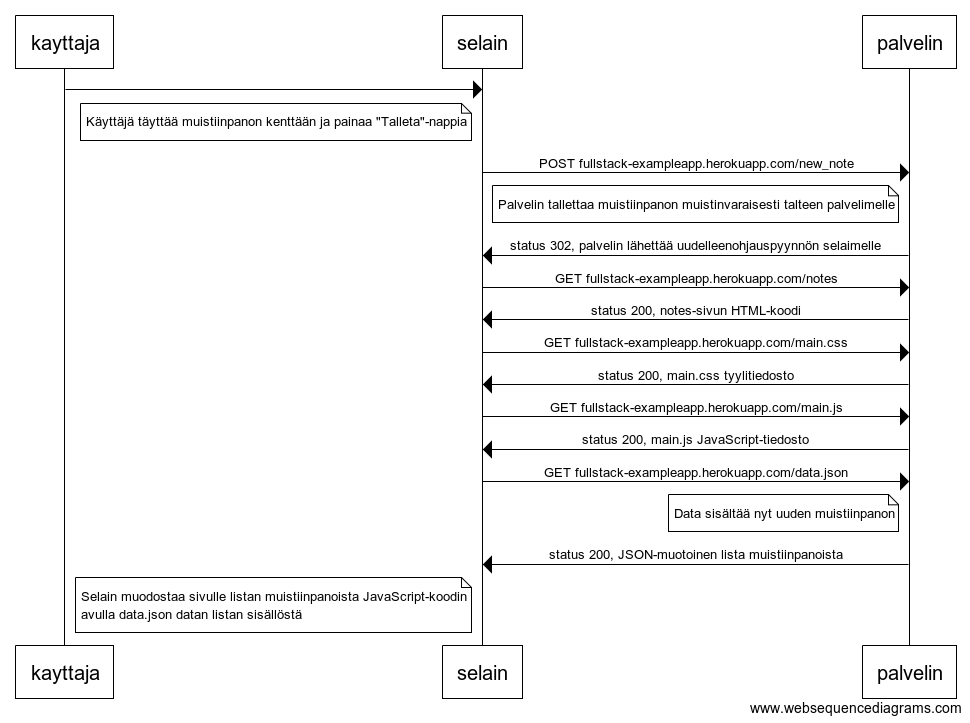 kayttaja
selain
palvelin
Käyttäjä täyttää muistiinpanon kenttään ja painaa "Talleta"-nappia
POST fullstack-exampleapp.herokuapp.com/new_note
Palvelin tallettaa muistiinpanon muistinvaraisesti talteen palvelimelle
status 302, palvelin lähettää uudelleenohjauspyynnön selaimelle
GET fullstack-exampleapp.herokuapp.com/notes
status 200, notes-sivun HTML-koodi
GET fullstack-exampleapp.herokuapp.com/main.css
status 200, main.css tyylitiedosto
GET fullstack-exampleapp.herokuapp.com/main.js
status 200, main.js JavaScript-tiedosto
GET fullstack-exampleapp.herokuapp.com/data.json
Data sisältää nyt uuden muistiinpanon
status 200, JSON-muotoinen lista muistiinpanoista
Selain muodostaa sivulle listan muistiinpanoista JavaScript-koodin
avulla data.json datan listan sisällöstä
kayttaja
selain
palvelin
www.websequencediagrams.com